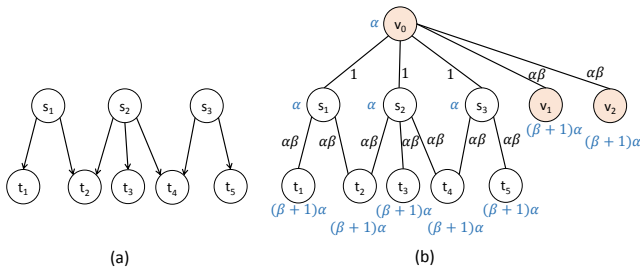 α v₀
1 1 1 αβ αβ
s₁ s₂ s₃
α s₁ α s₂ α s₃ v₁ v₂
(β + 1)α (β + 1)α
αβ αβ αβ αβ αβ αβ αβ
t₁ t₂ t₃ t₄ t₅
t₁ t₂ t₃ t₄ t₅
(β + 1)α (β + 1)α (β + 1)α
(β + 1)α (β + 1)α
(a) (b)